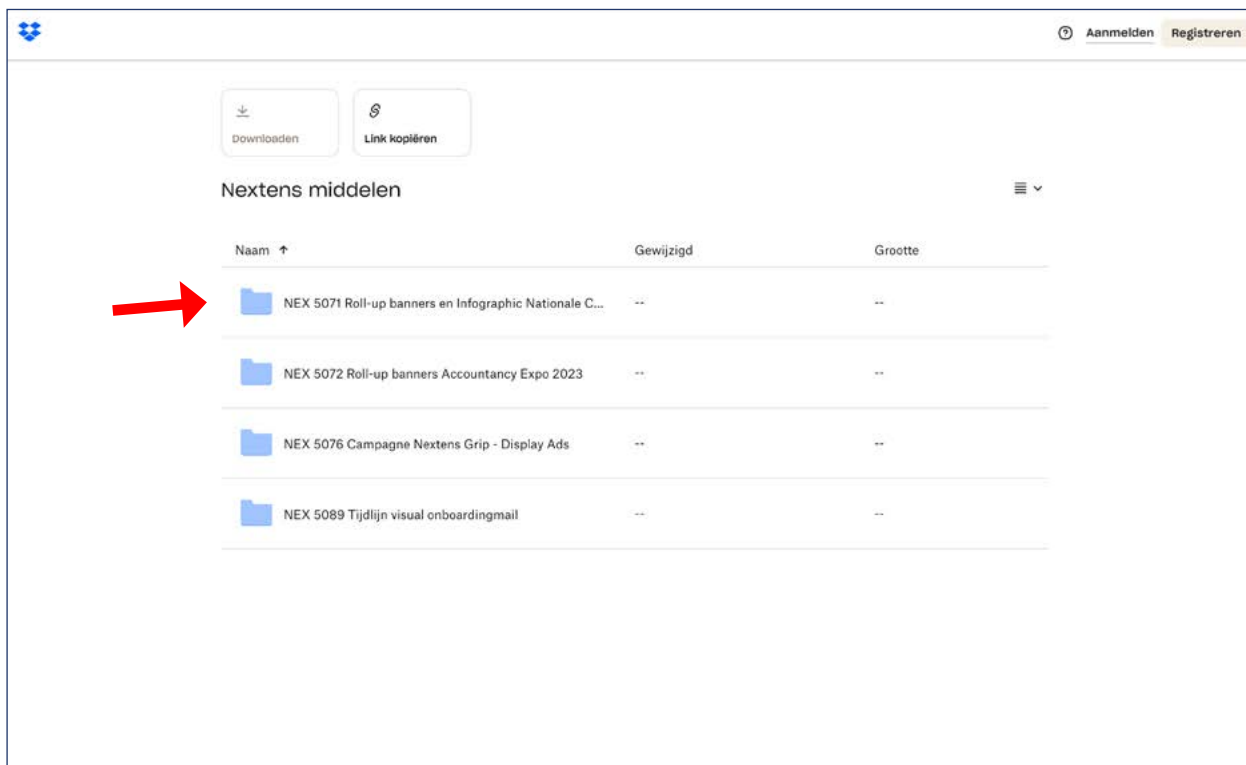 Aanmelden Registreren
Downloaden Link kopiëren
Nextens middelen
Naam Gewijzigd Grootte
NEX 5071 Roll-up banners en Infographic Nationale C... -- --
NEX 5072 Roll-up banners Accountancy Expo 2023 -- --
NEX 5076 Campagne Nextens Grip - Display Ads -- --
NEX 5089 Tijdlijn visual onboardingmail -- --